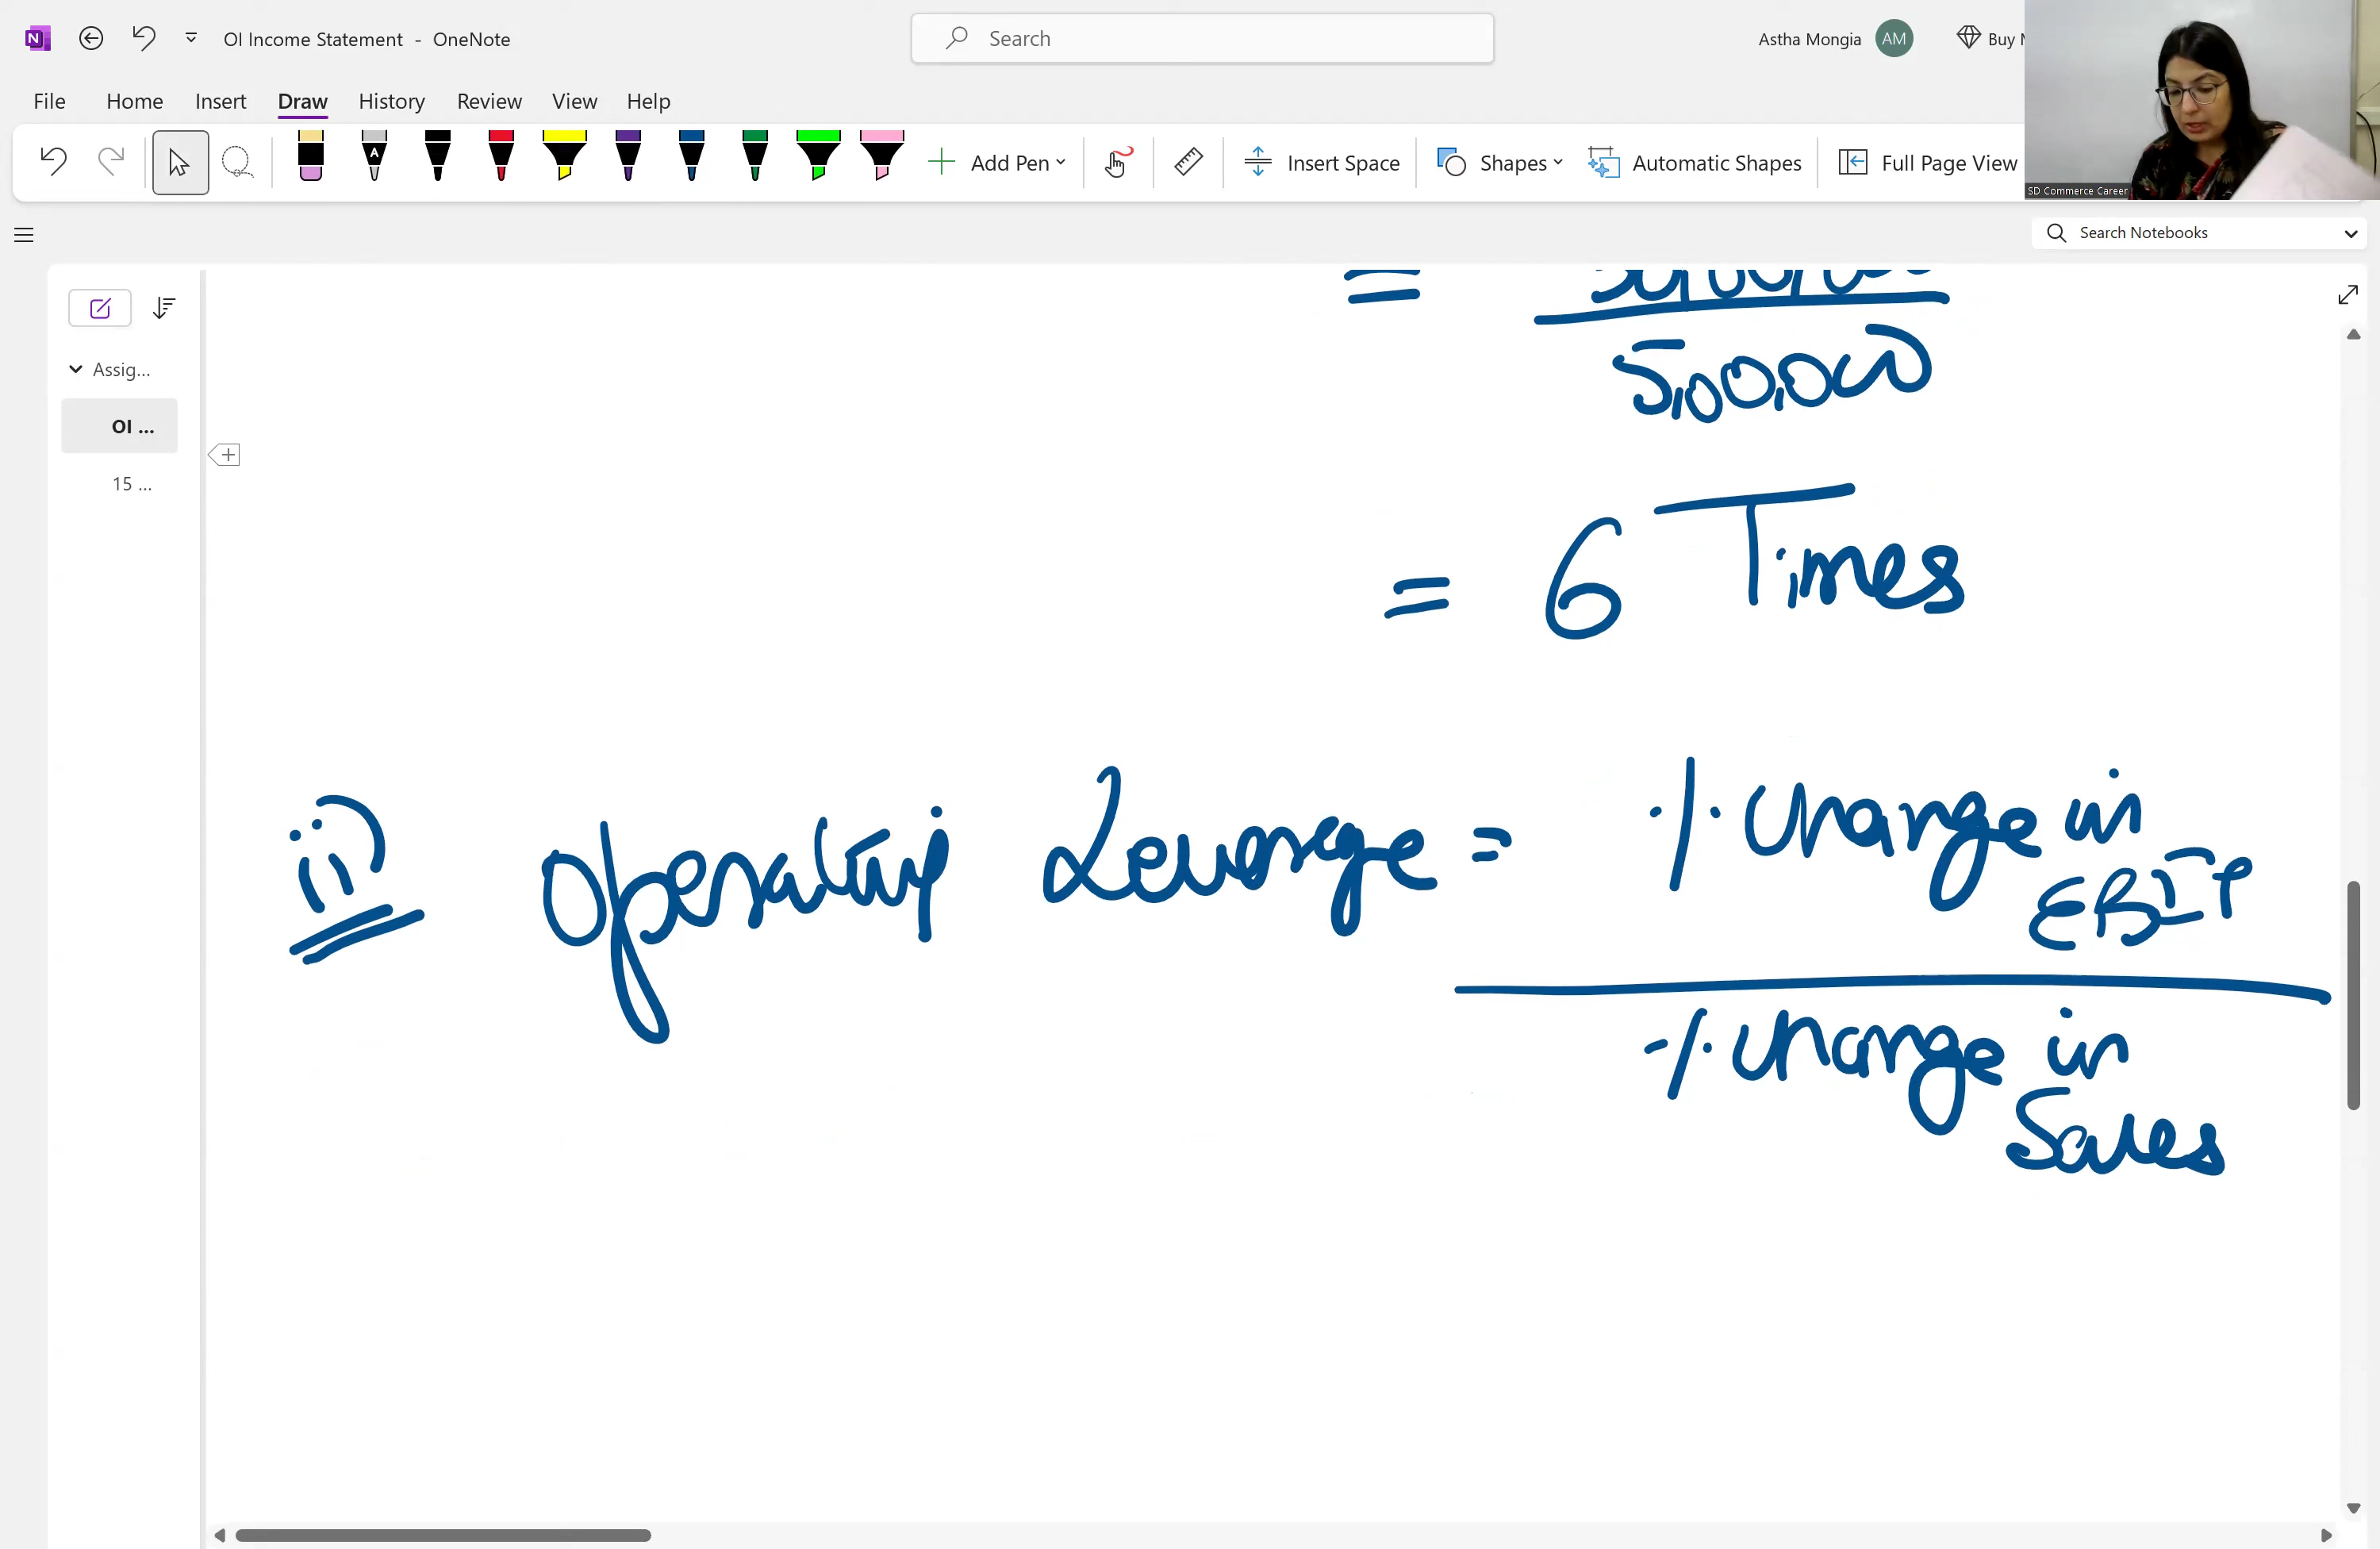 OI Income Statement - OneNote
Search
Astha Mongia AM Buy
File Home Insert Draw History Review View Help
Add Pen Insert Space Shapes Automatic Shapes Full Page View
SD Commerce Career
Search Notebooks
Assig...
OI ...
15 ...
=
5,00,000
= 6 Times
ii) operating Leverage = % change in EBIT
% change in Sales